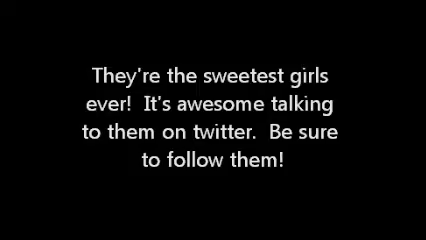 They're the sweetest girls
ever!  It's awesome talking
to them on twitter.  Be sure
to follow them!